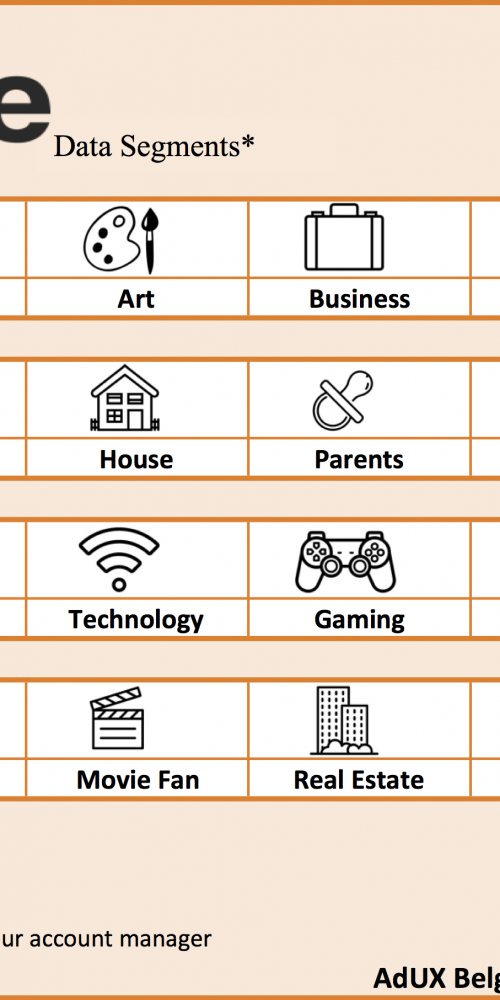 e
Data Segments*
Art Business
House Parents
Technology Gaming
Movie Fan Real Estate
ur account manager
AdUX Belg